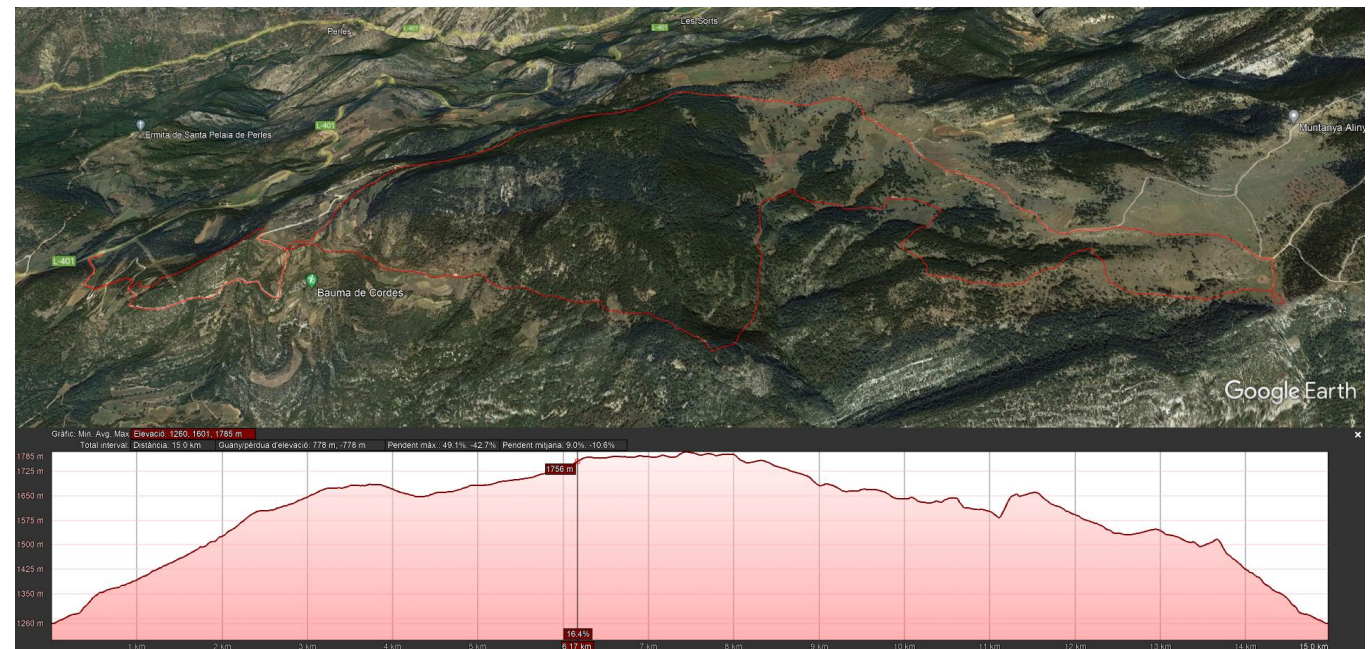 Les Sorts
Perles
L-401
L-401
Ermita de Santa Pelaia de Perles
L-401
Muntanya Aliny
L-401
Bauma de Cordes
Google Earth
Gràfic: Min. Avg. Max Elevació: 1260, 1601, 1785 m
Total interval: Distància: 15.0 km Guany/pèrdua d'elevació: 778 m, -778 m Pendent màx.: 49.1%, -42.7% Pendent mitjana: 9.0%, -10.6%
1785 m
1756 m
1725 m
1650 m
1575 m
1500 m
1425 m
1350 m
1260 m
16.4%
1 km 2 km 3 km 4 km 5 km 6.17 km 7 km 8 km 9 km 10 km 11 km 12 km 13 km 14 km 15.0 km